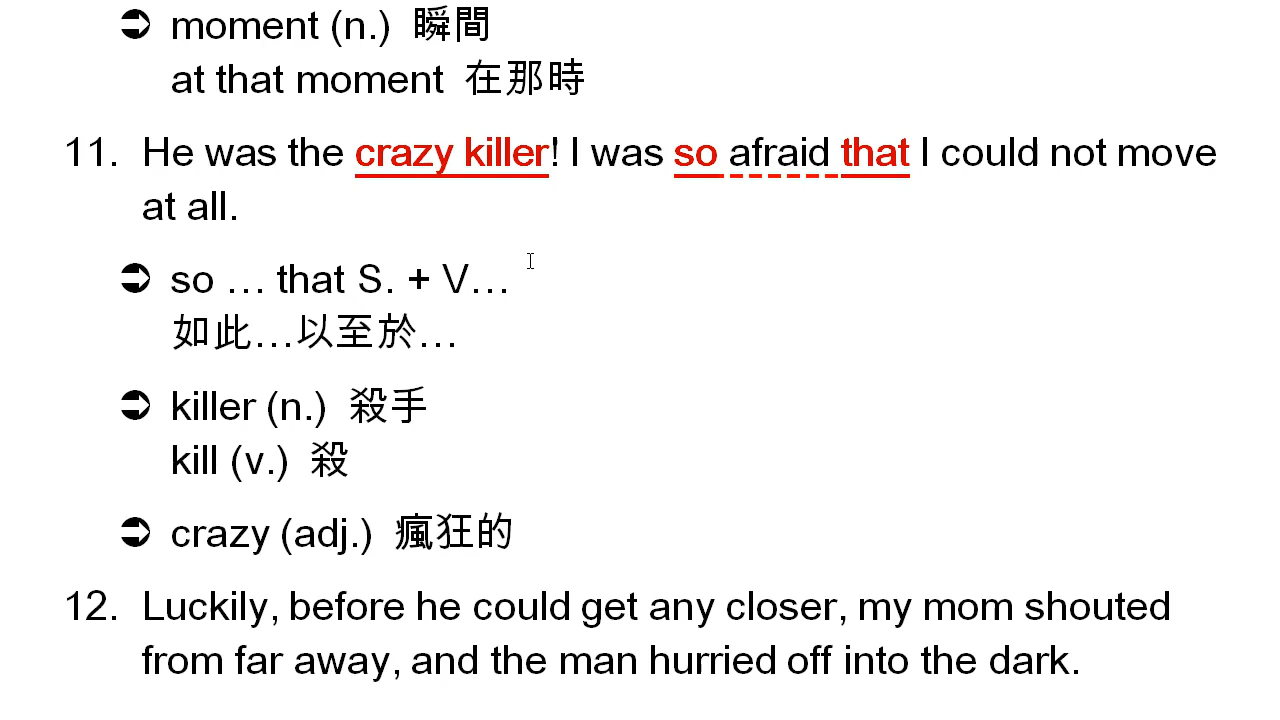 ➲ moment (n.) 瞬間
at that moment 在那時
11. He was the crazy killer! I was so afraid that I could not move
at all.
➲ so … that S. + V…
如此…以至於…
➲ killer (n.) 殺手
kill (v.) 殺
➲ crazy (adj.) 瘋狂的
12. Luckily, before he could get any closer, my mom shouted
from far away, and the man hurried off into the dark.